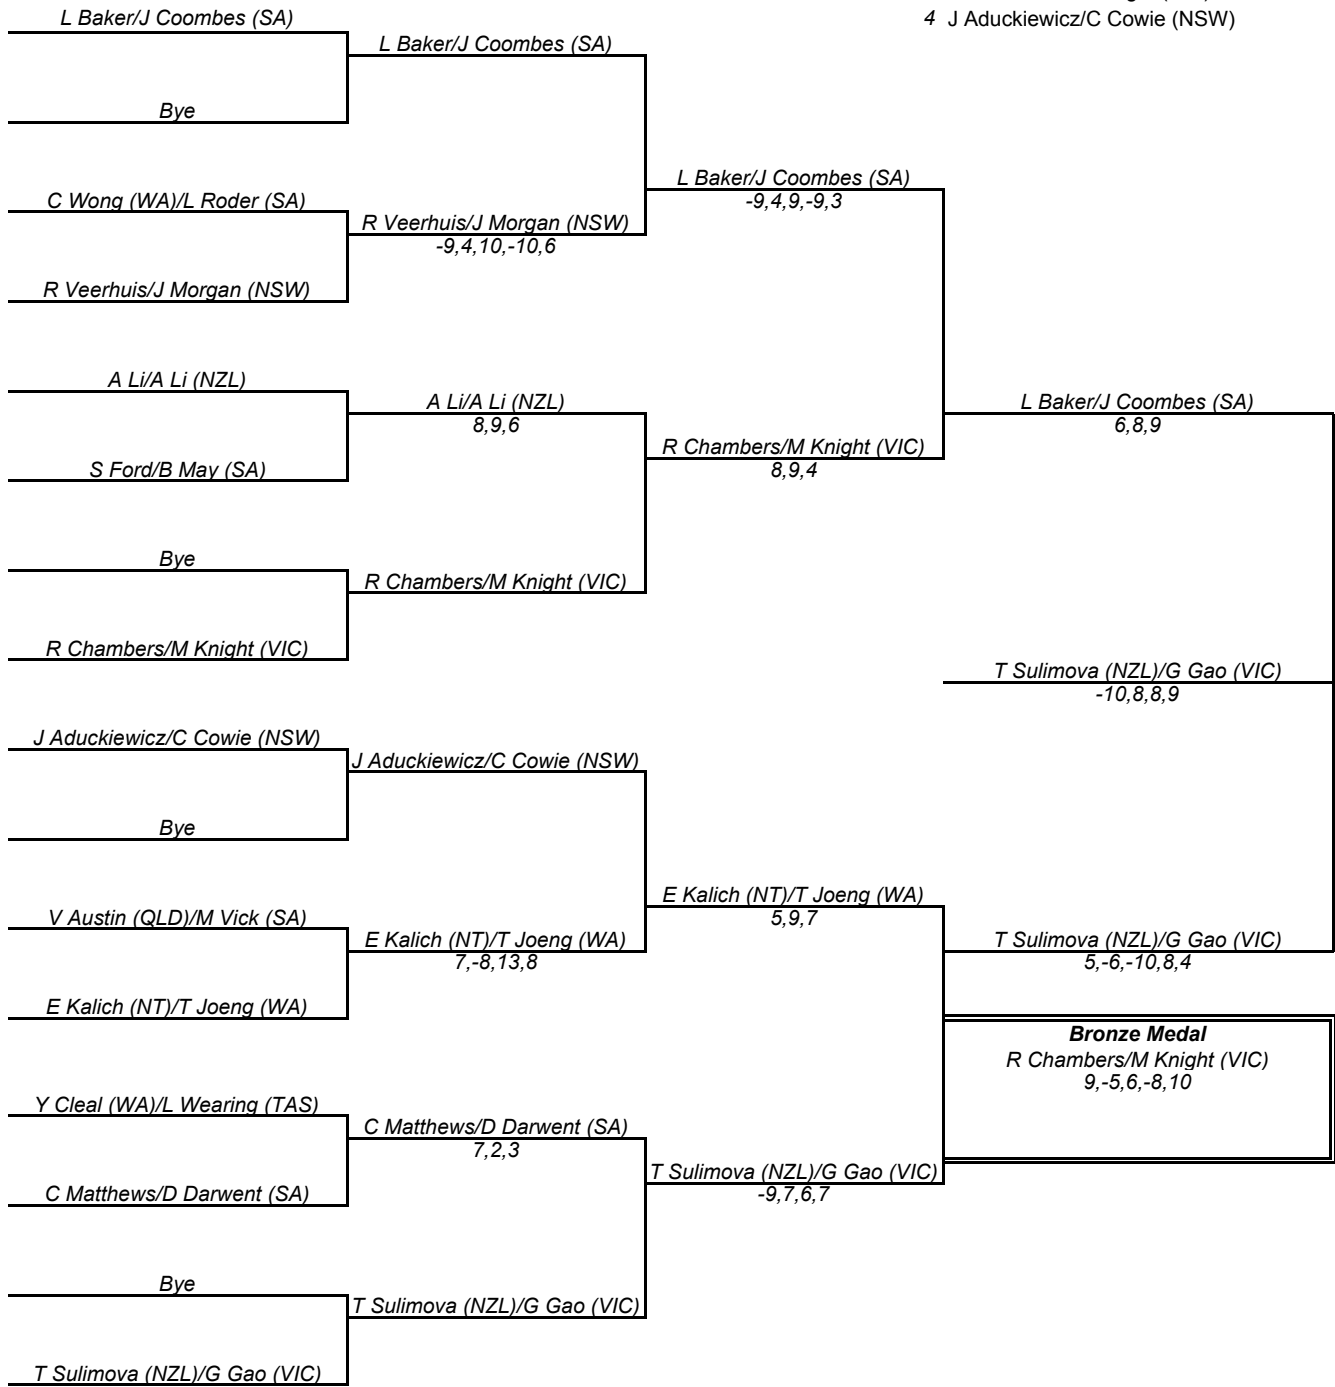 4 J Aduckiewicz/C Cowie (NSW)
L Baker/J Coombes (SA)
L Baker/J Coombes (SA)
Bye
L Baker/J Coombes (SA)
-9,4,9,-9,3
C Wong (WA)/L Roder (SA)
R Veerhuis/J Morgan (NSW)
-9,4,10,-10,6
R Veerhuis/J Morgan (NSW)
A Li/A Li (NZL)
A Li/A Li (NZL)
8,9,6
L Baker/J Coombes (SA)
6,8,9
R Chambers/M Knight (VIC)
8,9,4
S Ford/B May (SA)
Bye
R Chambers/M Knight (VIC)
R Chambers/M Knight (VIC)
T Sulimova (NZL)/G Gao (VIC)
-10,8,8,9
J Aduckiewicz/C Cowie (NSW)
J Aduckiewicz/C Cowie (NSW)
Bye
E Kalich (NT)/T Joeng (WA)
5,9,7
V Austin (QLD)/M Vick (SA)
E Kalich (NT)/T Joeng (WA)
7,-8,13,8
T Sulimova (NZL)/G Gao (VIC)
5,-6,-10,8,4
E Kalich (NT)/T Joeng (WA)
Bronze Medal
R Chambers/M Knight (VIC)
9,-5,6,-8,10
Y Cleal (WA)/L Wearing (TAS)
C Matthews/D Darwent (SA)
7,2,3
T Sulimova (NZL)/G Gao (VIC)
-9,7,6,7
C Matthews/D Darwent (SA)
Bye
T Sulimova (NZL)/G Gao (VIC)
T Sulimova (NZL)/G Gao (VIC)